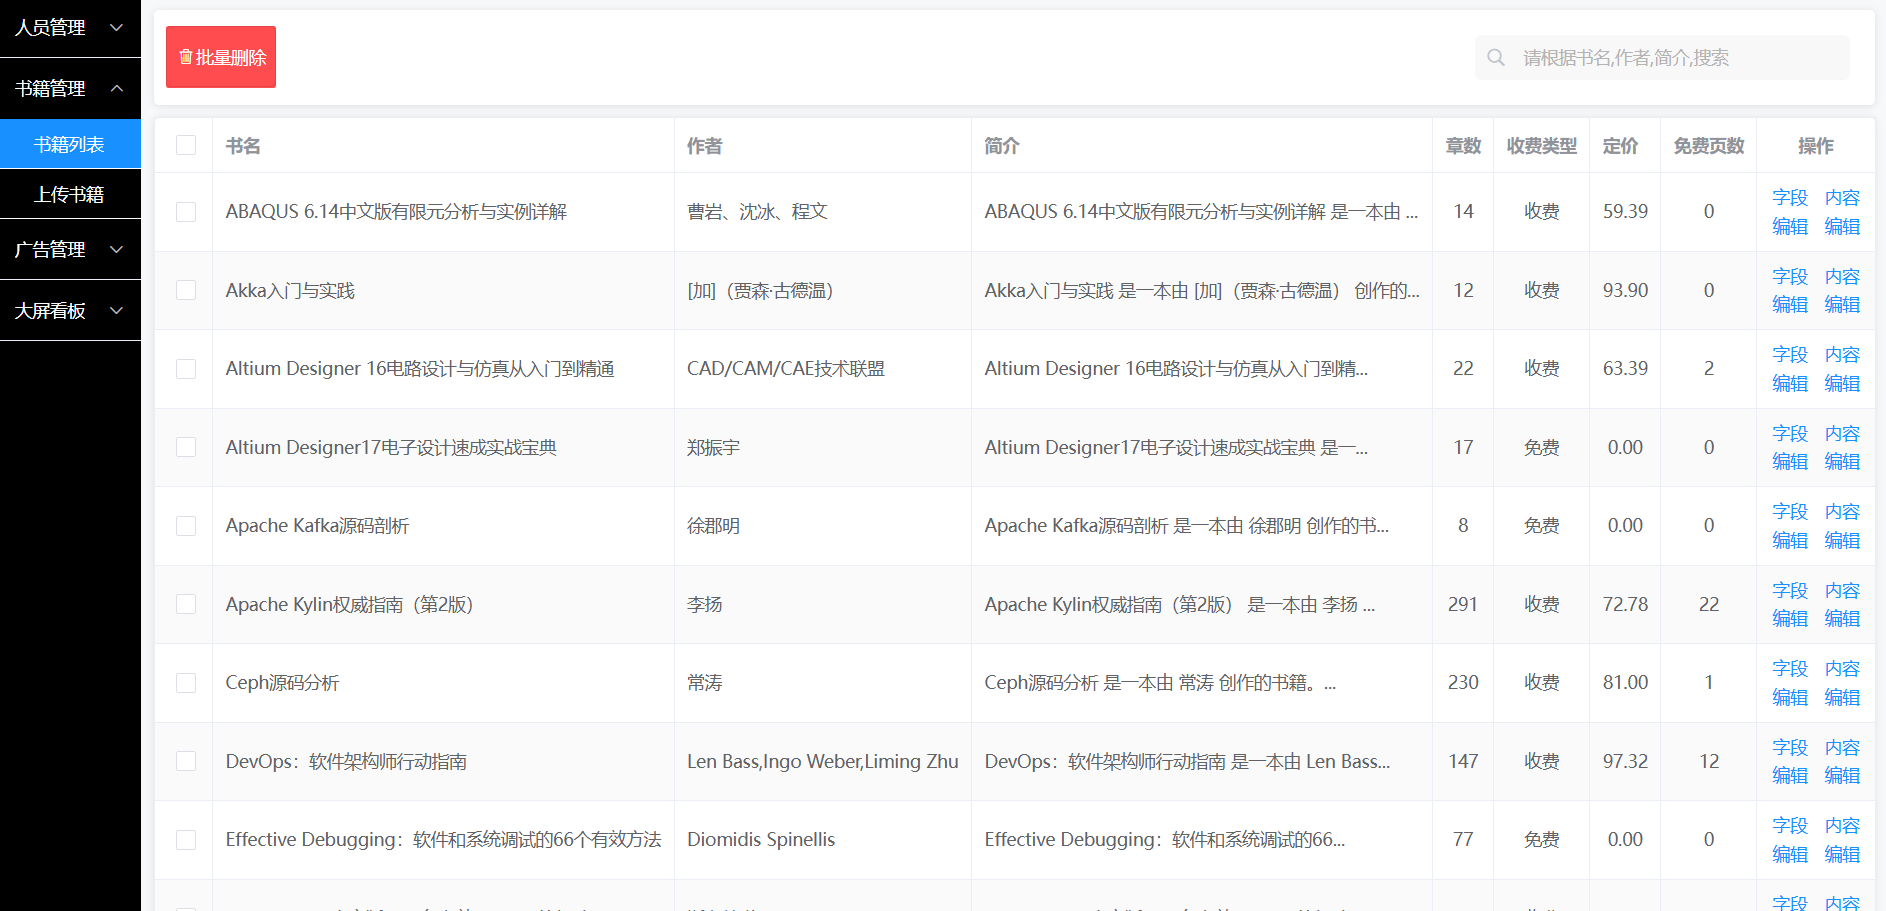 人员管理
书籍管理
书籍列表
上传书籍
广告管理
大屏看板
批量删除
请根据书名,作者,简介,搜索
书名 作者 简介 章数 收费类型 定价 免费页数 操作
ABAQUS 6.14中文版有限元分析与实例详解 曹岩、沈冰、程文 ABAQUS 6.14中文版有限元分析与实例详解 是一本由 ... 14 收费 59.39 0 字段编辑 内容编辑
Akka入门与实践 [加]（贾森·古德温） Akka入门与实践 是一本由 [加]（贾森·古德温） 创作的... 12 收费 93.90 0 字段编辑 内容编辑
Altium Designer 16电路设计与仿真从入门到精通 CAD/CAM/CAE技术联盟 Altium Designer 16电路设计与仿真从入门到精... 22 收费 63.39 2 字段编辑 内容编辑
Altium Designer17电子设计速成实战宝典 郑振宇 Altium Designer17电子设计速成实战宝典 是一... 17 免费 0.00 0 字段编辑 内容编辑
Apache Kafka源码剖析 徐郡明 Apache Kafka源码剖析 是一本由 徐郡明 创作的书... 8 免费 0.00 0 字段编辑 内容编辑
Apache Kylin权威指南（第2版） 李扬 Apache Kylin权威指南（第2版） 是一本由 李扬 ... 291 收费 72.78 22 字段编辑 内容编辑
Ceph源码分析 常涛 Ceph源码分析 是一本由 常涛 创作的书籍。... 230 收费 81.00 1 字段编辑 内容编辑
DevOps：软件架构师行动指南 Len Bass,Ingo Weber,Liming Zhu DevOps：软件架构师行动指南 是一本由 Len Bass... 147 收费 97.32 12 字段编辑 内容编辑
Effective Debugging：软件和系统调试的66个有效方法 Diomidis Spinellis Effective Debugging：软件和系统调试的66... 77 免费 0.00 0 字段编辑 内容编辑
字段 内容